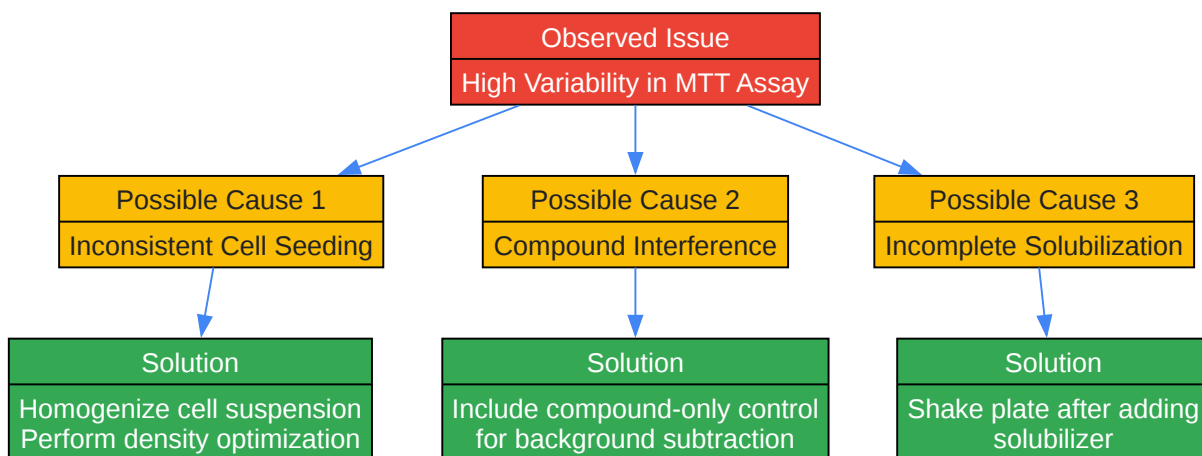 Observed Issue
High Variability in MTT Assay
Possible Cause 1
Inconsistent Cell Seeding
Possible Cause 2
Compound Interference
Possible Cause 3
Incomplete Solubilization
Solution
Homogenize cell suspension
Perform density optimization
Solution
Include compound-only control
for background subtraction
Solution
Shake plate after adding
solubilizer